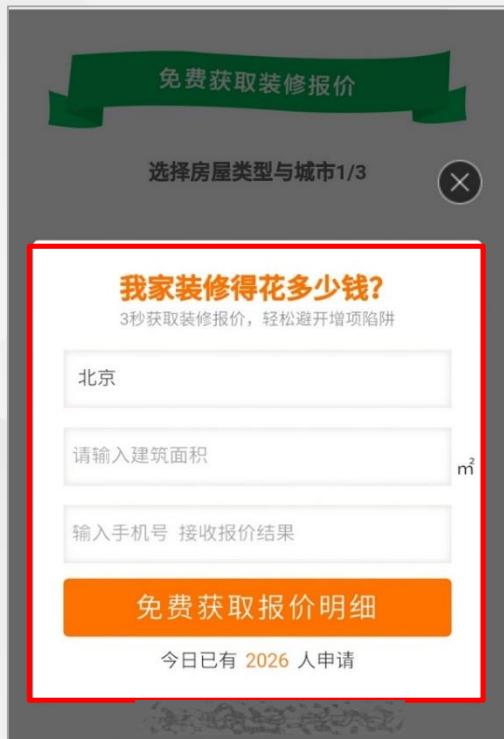 免费获取装修报价
选择房屋类型与城市1/3
我家装修得花多少钱?
3秒获取装修报价，轻松避开增项陷阱
北京
请输入建筑面积
㎡
输入手机号 接收报价结果
免费获取报价明细
今日已有 2026 人申请